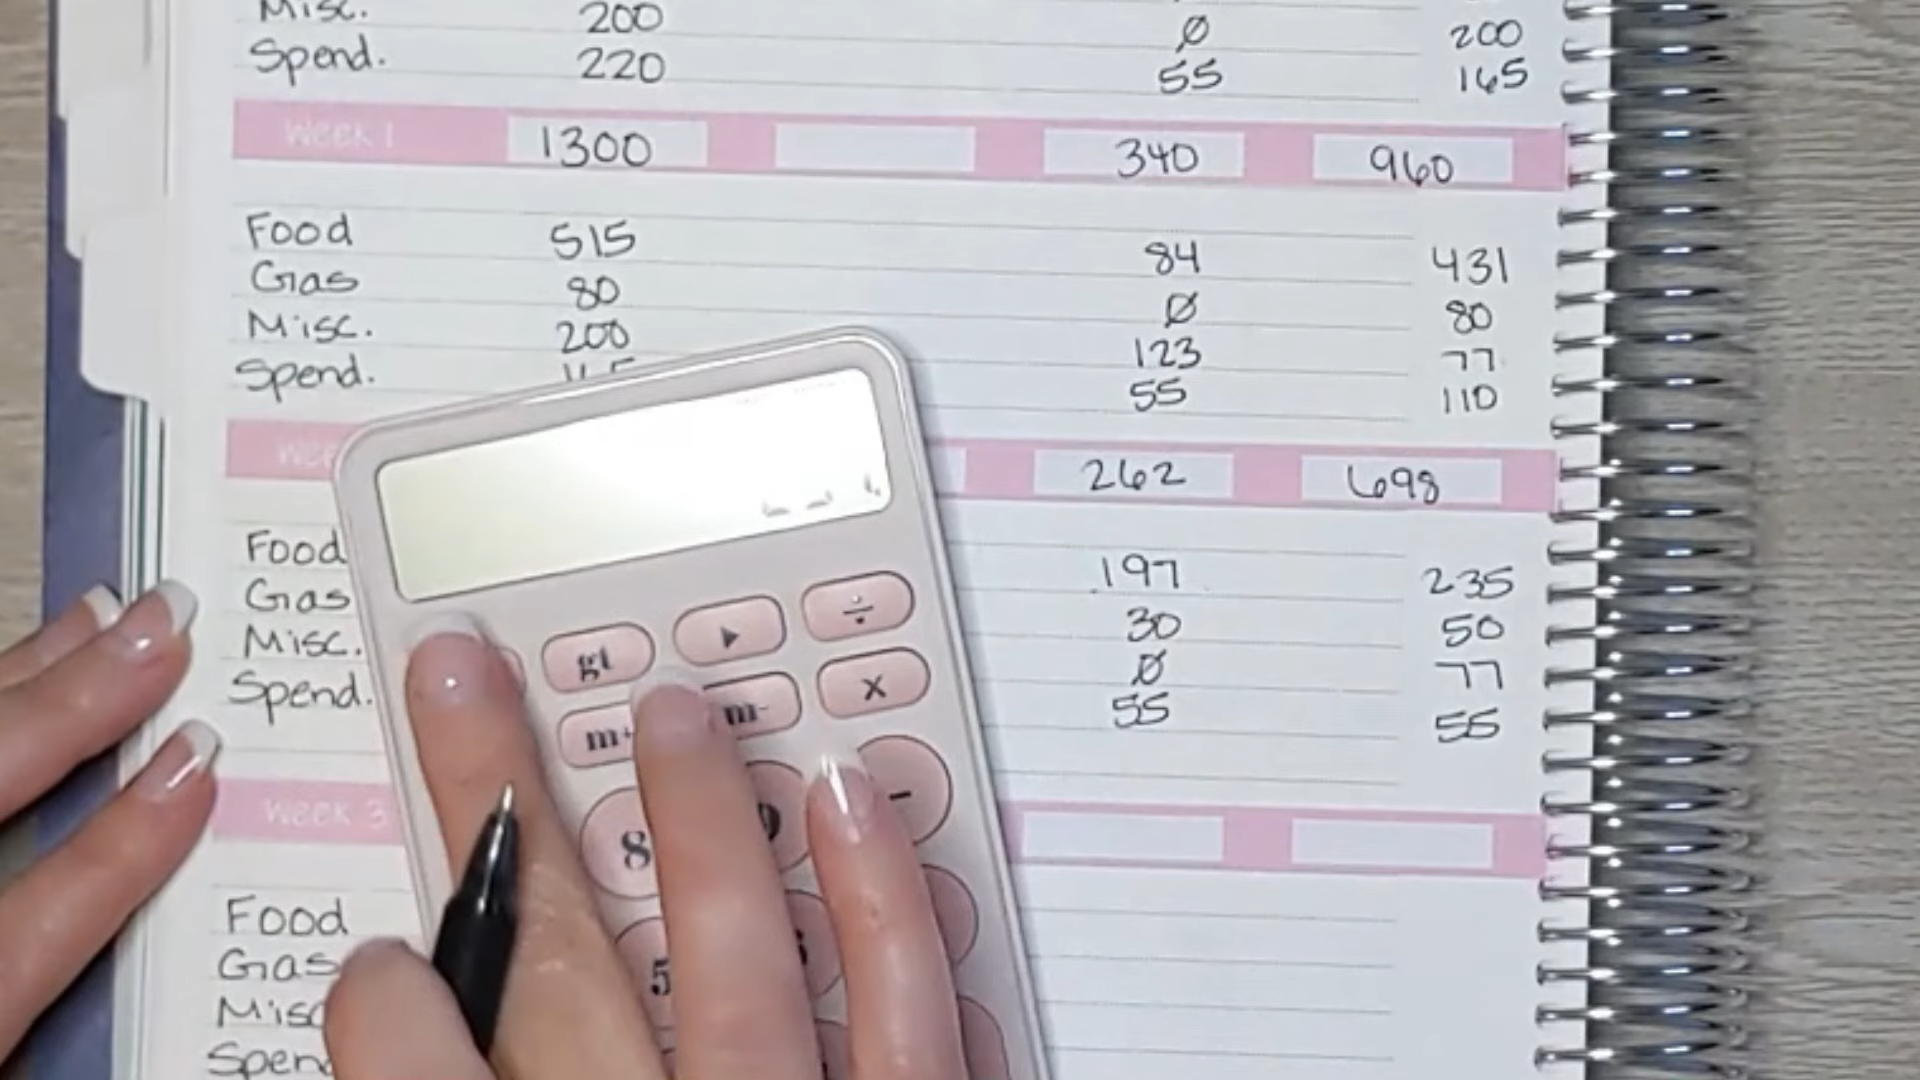 Misc. 200 Ø 200
Spend. 220 55 165
Week 1 1300 340 960
Food 515 84 431
Gas 80 Ø 80
Misc. 200 123 77
Spend. 55 110
262 698
Food 197 235
Gas 30 50
Misc. Ø 77
Spend. 55 55
Week 3
Food
Gas
gt ▶ ÷
m- x
8 -
5